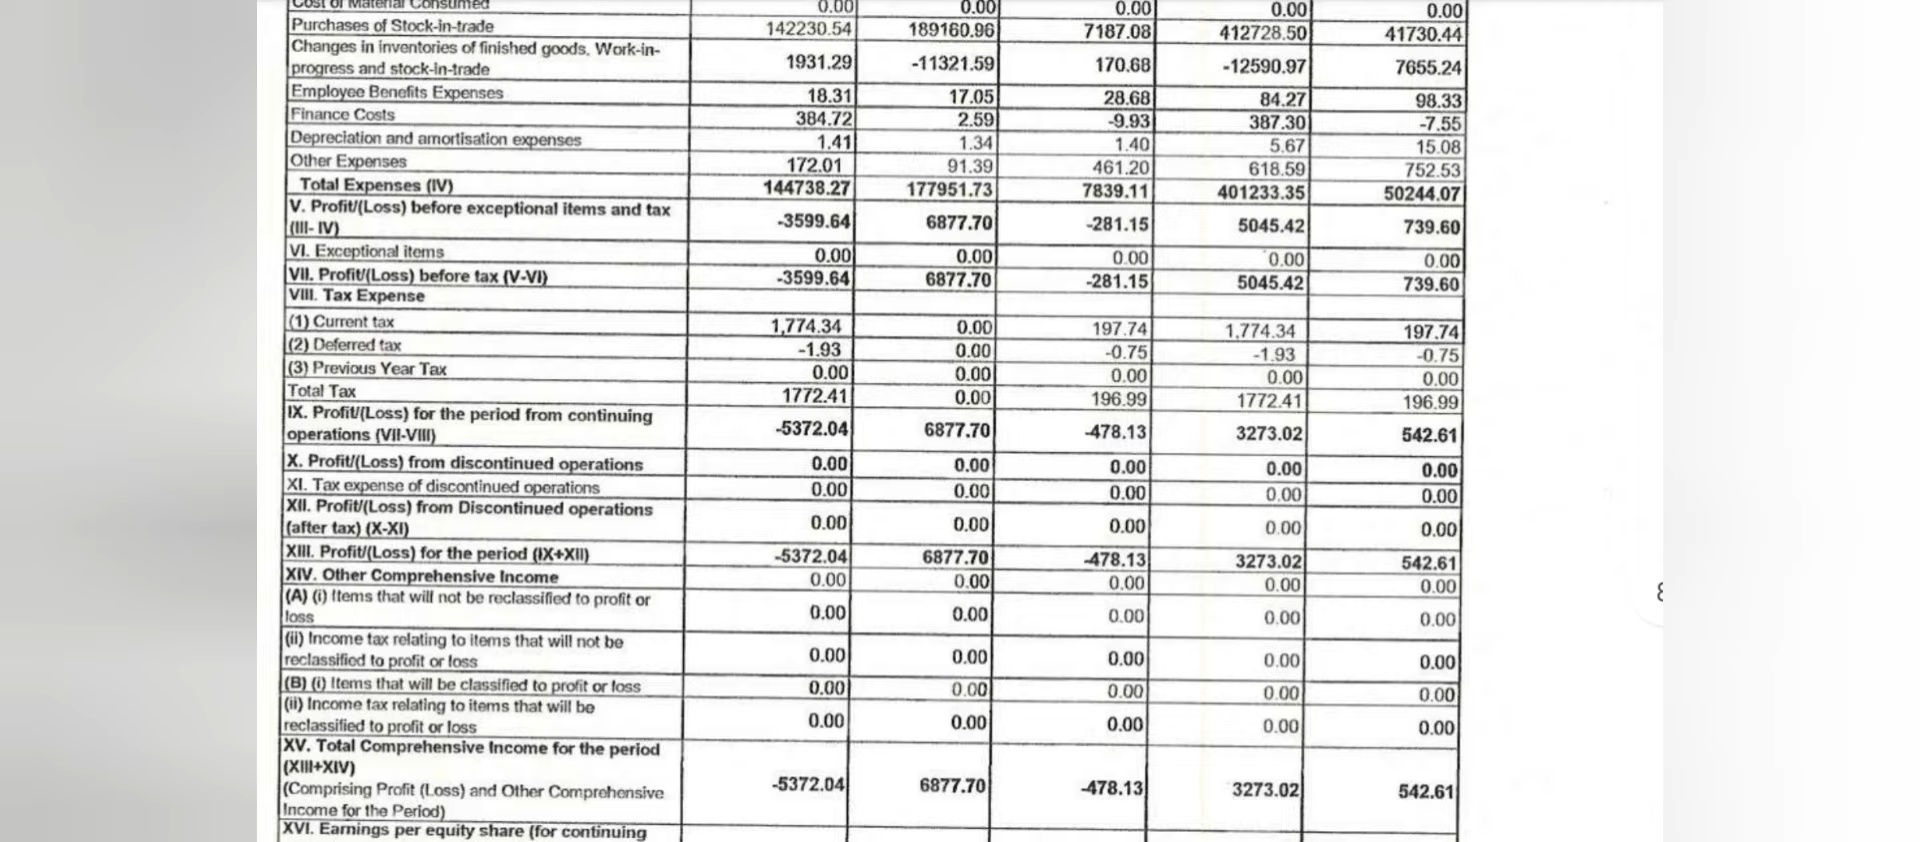 Cost of Material Consumed 0.00 0.00 0.00 0.00 0.00
Purchases of Stock-in-trade 142230.54 189160.96 7187.08 412728.50 41730.44
Changes in inventories of finished goods, Work-in-
progress and stock-in-trade 1931.29 -11321.59 170.68 -12590.97 7655.24
Employee Benefits Expenses 18.31 17.05 28.68 84.27 98.33
Finance Costs 384.72 2.59 -9.93 387.30 -7.55
Depreciation and amortisation expenses 1.41 1.34 1.40 5.67 15.08
Other Expenses 172.01 91.39 461.20 618.59 752.53
Total Expenses (IV) 144738.27 177951.73 7839.11 401233.35 50244.07
V. Profit/(Loss) before exceptional items and tax
(III- IV) -3599.64 6877.70 -281.15 5045.42 739.60
VI. Exceptional items 0.00 0.00 0.00 0.00 0.00
VII. Profit/(Loss) before tax (V-VI) -3599.64 6877.70 -281.15 5045.42 739.60
VIII. Tax Expense
(1) Current tax 1,774.34 0.00 197.74 1,774.34 197.74
(2) Deferred tax -1.93 0.00 -0.75 -1.93 -0.75
(3) Previous Year Tax 0.00 0.00 0.00 0.00 0.00
Total Tax 1772.41 0.00 196.99 1772.41 196.99
IX. Profit/(Loss) for the period from continuing
operations (VII-VIII) -5372.04 6877.70 -478.13 3273.02 542.61
X. Profit/(Loss) from discontinued operations 0.00 0.00 0.00 0.00 0.00
XI. Tax expense of discontinued operations 0.00 0.00 0.00 0.00 0.00
XII. Profit/(Loss) from Discontinued operations
(after tax) (X-XI) 0.00 0.00 0.00 0.00 0.00
XIII. Profit/(Loss) for the period (IX+XII) -5372.04 6877.70 -478.13 3273.02 542.61
XIV. Other Comprehensive Income 0.00 0.00 0.00 0.00 0.00
(A) (i) Items that will not be reclassified to profit or
loss 0.00 0.00 0.00 0.00 0.00
(ii) Income tax relating to items that will not be
reclassified to profit or loss 0.00 0.00 0.00 0.00 0.00
(B) (i) Items that will be classified to profit or loss 0.00 0.00 0.00 0.00 0.00
(ii) Income tax relating to items that will be
reclassified to profit or loss 0.00 0.00 0.00 0.00 0.00
XV. Total Comprehensive Income for the period
(XIII+XIV)
(Comprising Profit (Loss) and Other Comprehensive
Income for the Period) -5372.04 6877.70 -478.13 3273.02 542.61
XVI. Earnings per equity share (for continuing